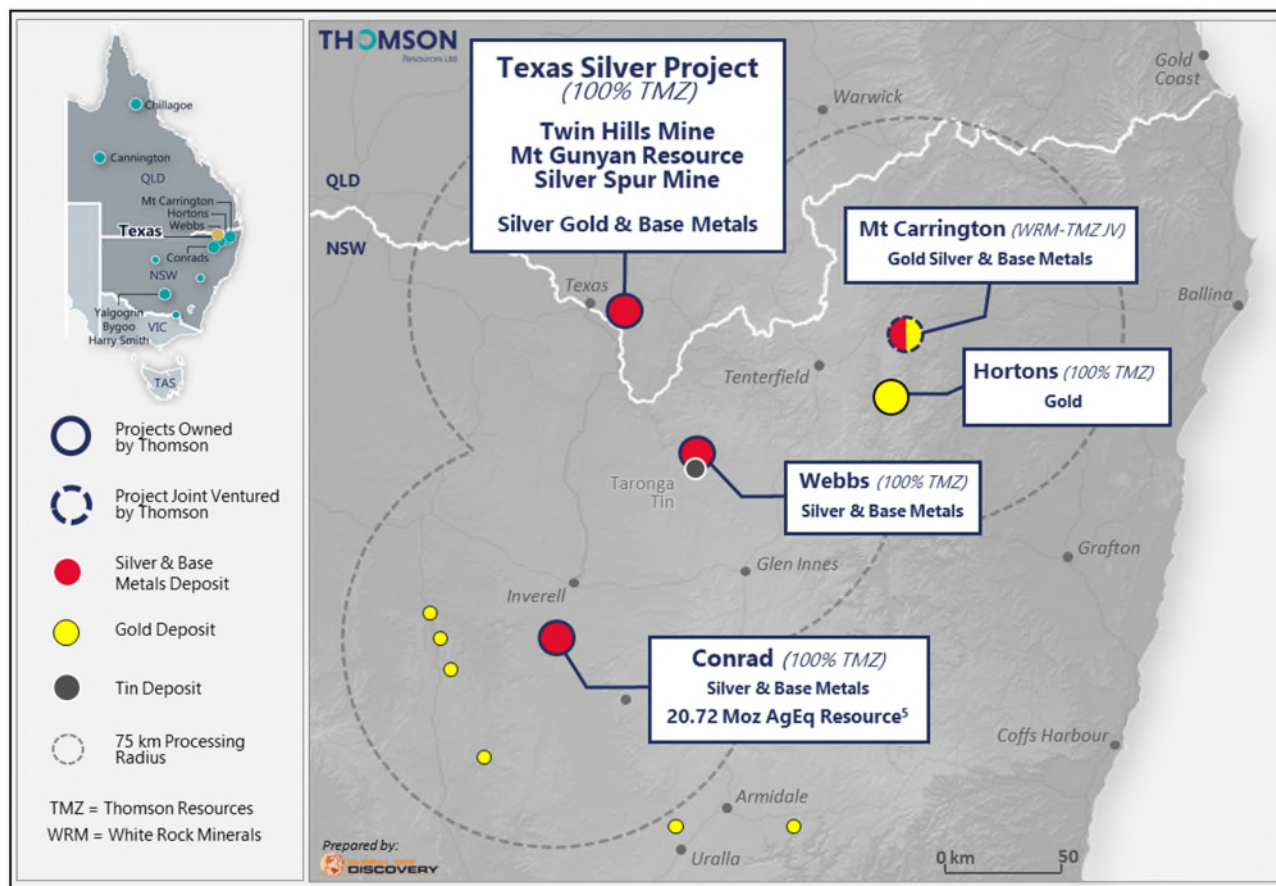 Chillagoe
Cannington
QLD
Mt Carrington
Hortons
Webbs
Texas
Conrads
NSW
Yalgogrin
Bygoo
Harry Smith
VIC
TAS
Projects Owned
by Thomson
Project Joint Ventured
by Thomson
Silver & Base
Metals Deposit
Gold Deposit
Tin Deposit
75 km Processing
Radius
TMZ = Thomson Resources
WRM = White Rock Minerals
THOMSON
Resources Ltd
Texas Silver Project
(100% TMZ)
Twin Hills Mine
Mt Gunyan Resource
Silver Spur Mine
Silver Gold & Base Metals
Gold
Coast
Warwick
QLD
NSW
Mt Carrington (WRM-TMZ JV)
Gold Silver & Base Metals
Texas
Ballina
Tenterfield
Hortons (100% TMZ)
Gold
Taronga
Tin
Webbs (100% TMZ)
Silver & Base Metals
Glen Innes
Grafton
Inverell
Conrad (100% TMZ)
Silver & Base Metals
20.72 Moz AgEq Resource⁵
Coffs Harbour
Armidale
Uralla
Prepared by:
GLOBAL ORE
DISCOVERY
0 km 50